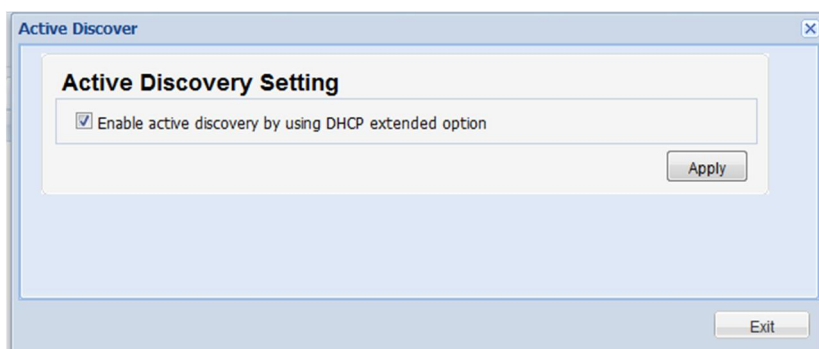 Active Discover
Active Discovery Setting
Enable active discovery by using DHCP extended option
Apply
Exit